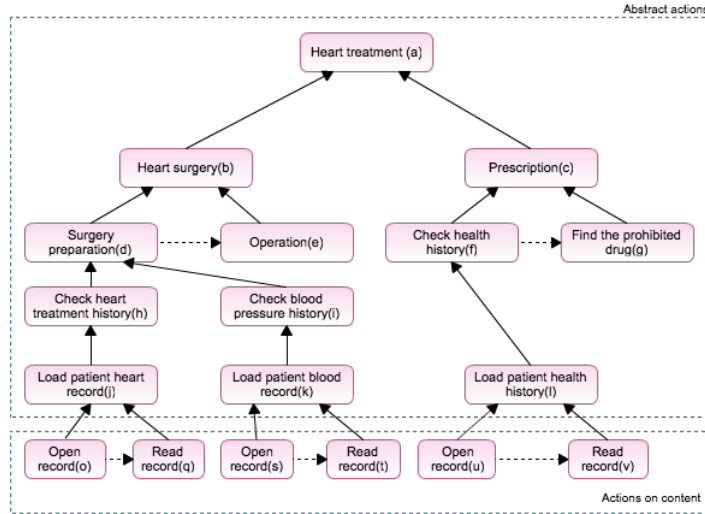 Abstract actions
Heart treatment (a)
Heart surgery(b)
Prescription(c)
Surgery
preparation(d)
Operation(e)
Check health
history(f)
Find the prohibited
drug(g)
Check heart
treatment history(h)
Check blood
pressure history(i)
Load patient heart
record(j)
Load patient blood
record(k)
Load patient health
history(l)
Open
record(o)
Read
record(q)
Open
record(s)
Read
record(t)
Open
record(u)
Read
record(v)
Actions on content